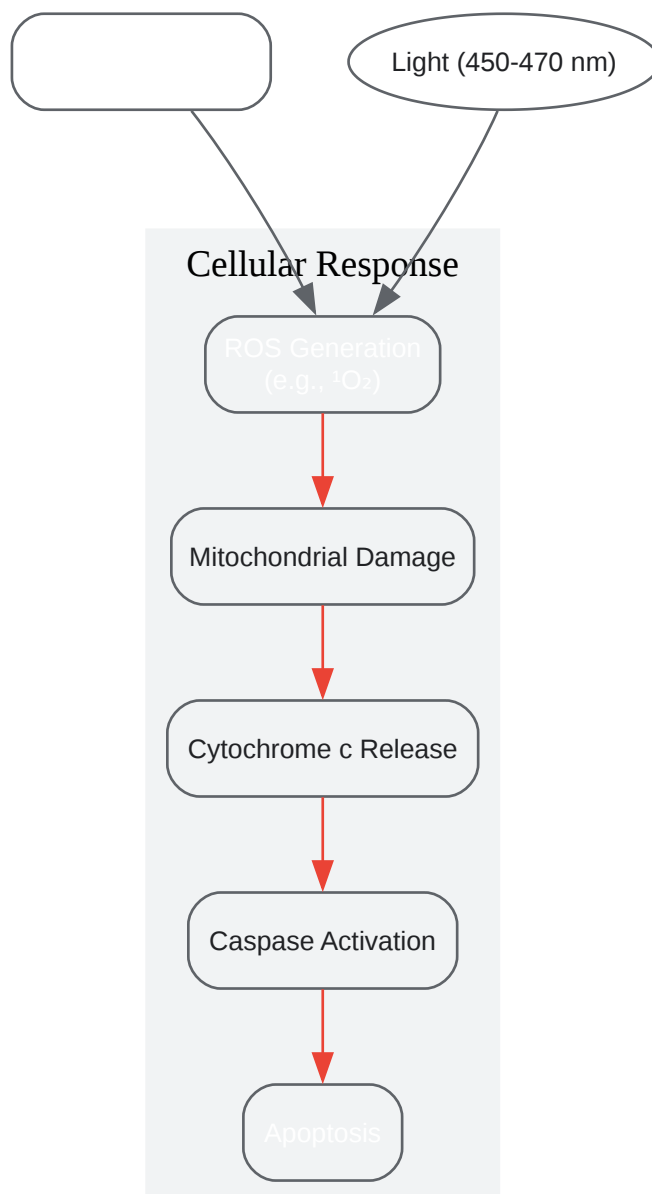 Light (450-470 nm)
Cellular Response
ROS Generation
(e.g., ¹O₂)
Mitochondrial Damage
Cytochrome c Release
Caspase Activation
Apoptosis